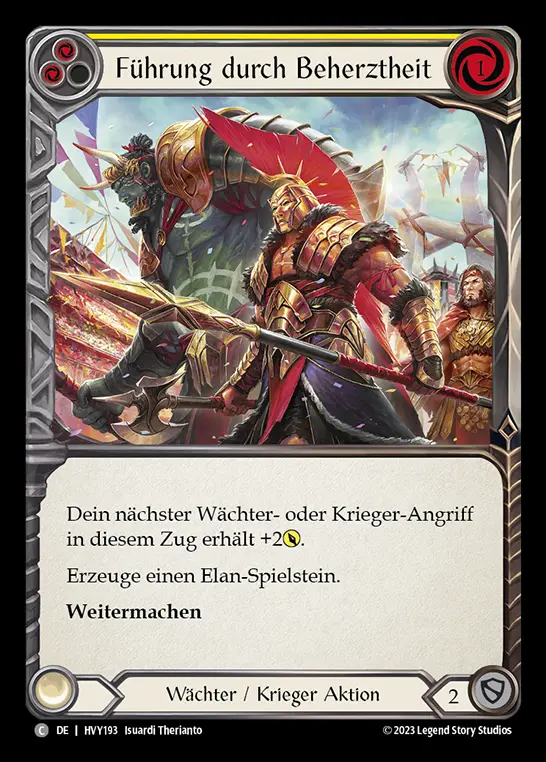 Führung durch Beherztheit
1
Dein nächster Wächter- oder Krieger-Angriff
in diesem Zug erhält +2.
Erzeuge einen Elan-Spielstein.
Weitermachen
Wächter / Krieger Aktion
2
C DE | HVY193 Isuardi Therianto
© 2023 Legend Story Studios